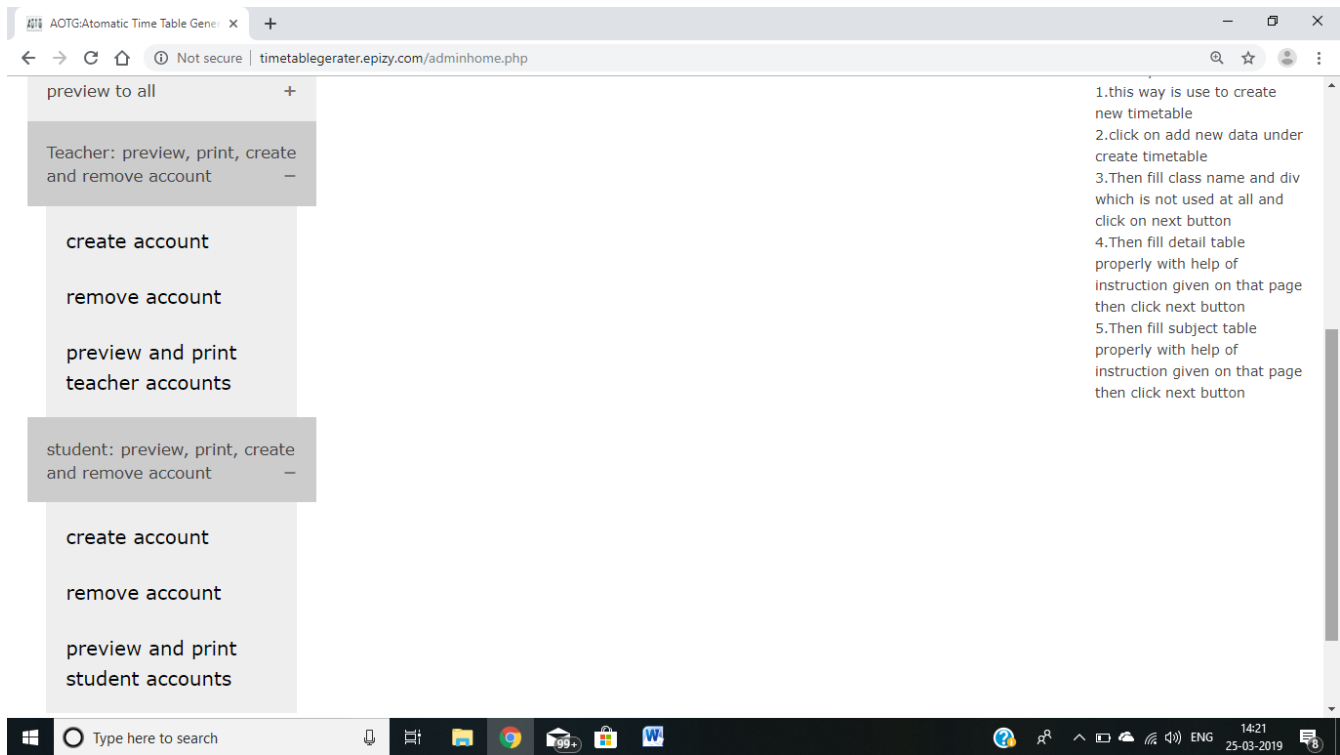 AOTG:Atomatic Time Table Gene
Not secure | timetablegerater.epizy.com/adminhome.php
preview to all +
Teacher: preview, print, create
and remove account −
create account
remove account
preview and print
teacher accounts
student: preview, print, create
and remove account −
create account
remove account
preview and print
student accounts
1.this way is use to create
new timetable
2.click on add new data under
create timetable
3.Then fill class name and div
which is not used at all and
click on next button
4.Then fill detail table
properly with help of
instruction given on that page
then click next button
5.Then fill subject table
properly with help of
instruction given on that page
then click next button
Type here to search
99+
W
ENG
14:21
25-03-2019
8